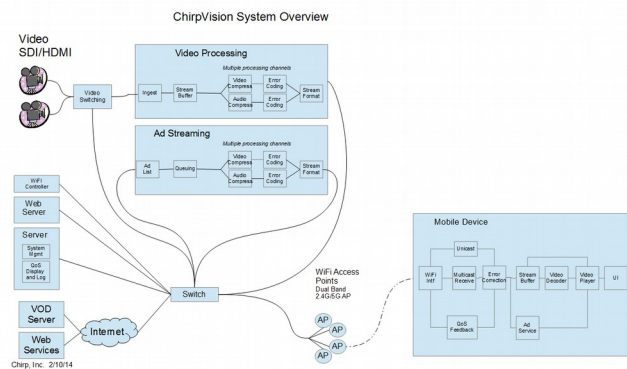 ChirpVision System Overview
Video
SDI/HDMI
Video
Switching
Video Processing
Multiple processing channels
Ingest
Stream
Buffer
Video
Compress
Error
Coding
Audio
Compress
Error
Coding
Stream
Format
Ad Streaming
Multiple processing channels
Ad
List
Queuing
Video
Compress
Error
Coding
Audio
Compress
Error
Coding
Stream
Format
WiFi
Controller
Web
Server
Server
System
Mgmt
QoS
Display
and Log
VOD
Server
Web
Services
Internet
Switch
WiFi Access
Points
Dual Band
2.4G/5G AP
AP
AP
AP
AP
Mobile Device
Unicast
WiFi
Intf
Multicast
Receive
Error
Correction
Stream
Buffer
Video
Decoder
Video
Player
UI
QoS
Feedback
Ad
Service
Chirp, Inc. 2/10/14